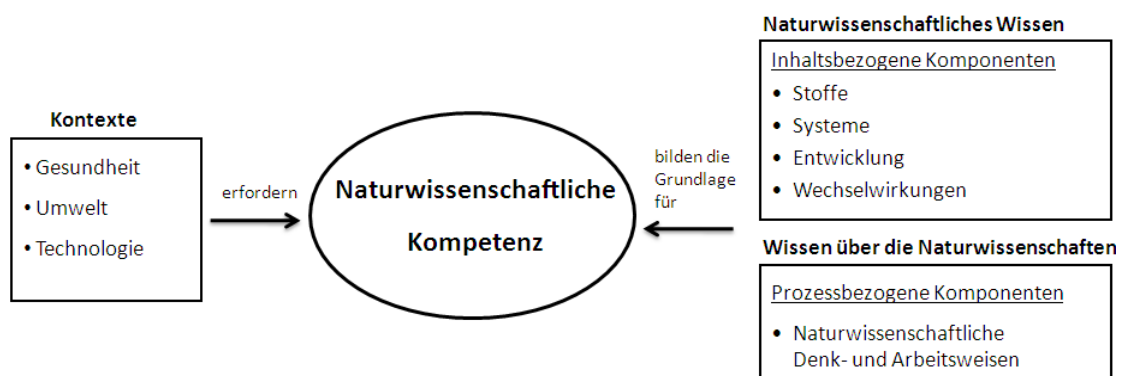 Kontexte
• Gesundheit
• Umwelt
• Technologie
erfordern
Naturwissenschaftliche
Kompetenz
bilden die
Grundlage
für
Naturwissenschaftliches Wissen
Inhaltsbezogene Komponenten
• Stoffe
• Systeme
• Entwicklung
• Wechselwirkungen
Wissen über die Naturwissenschaften
Prozessbezogene Komponenten
• Naturwissenschaftliche
Denk- und Arbeitsweisen